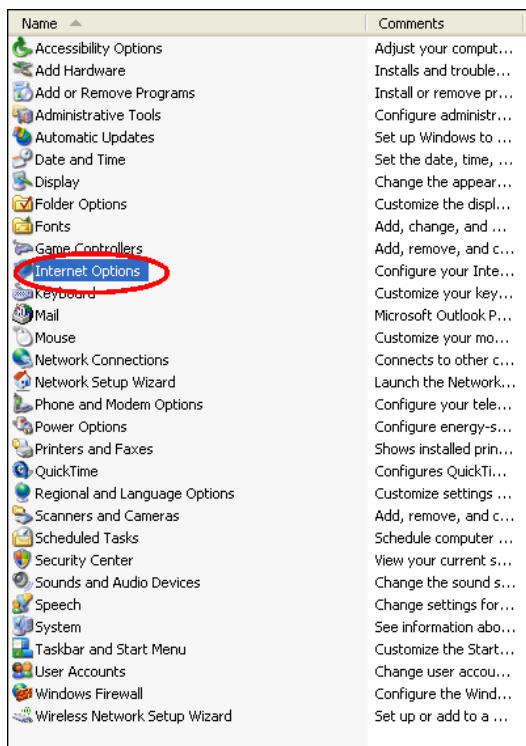 Name Comments
Accessibility Options Adjust your comput...
Add Hardware Installs and trouble...
Add or Remove Programs Install or remove pr...
Administrative Tools Configure administr...
Automatic Updates Set up Windows to ...
Date and Time Set the date, time, ...
Display Change the appear...
Folder Options Customize the displ...
Fonts Add, change, and ...
Game Controllers Add, remove, and c...
Internet Options Configure your Inte...
Keyboard Customize your key...
Mail Microsoft Outlook P...
Mouse Customize your mo...
Network Connections Connects to other c...
Network Setup Wizard Launch the Network...
Phone and Modem Options Configure your tele...
Power Options Configure energy-s...
Printers and Faxes Shows installed prin...
QuickTime Configures QuickTi...
Regional and Language Options Customize settings ...
Scanners and Cameras Add, remove, and c...
Scheduled Tasks Schedule computer ...
Security Center View your current s...
Sounds and Audio Devices Change the sound s...
Speech Change settings for...
System See information abo...
Taskbar and Start Menu Customize the Start...
User Accounts Change user accou...
Windows Firewall Configure the Wind...
Wireless Network Setup Wizard Set up or add to a ...